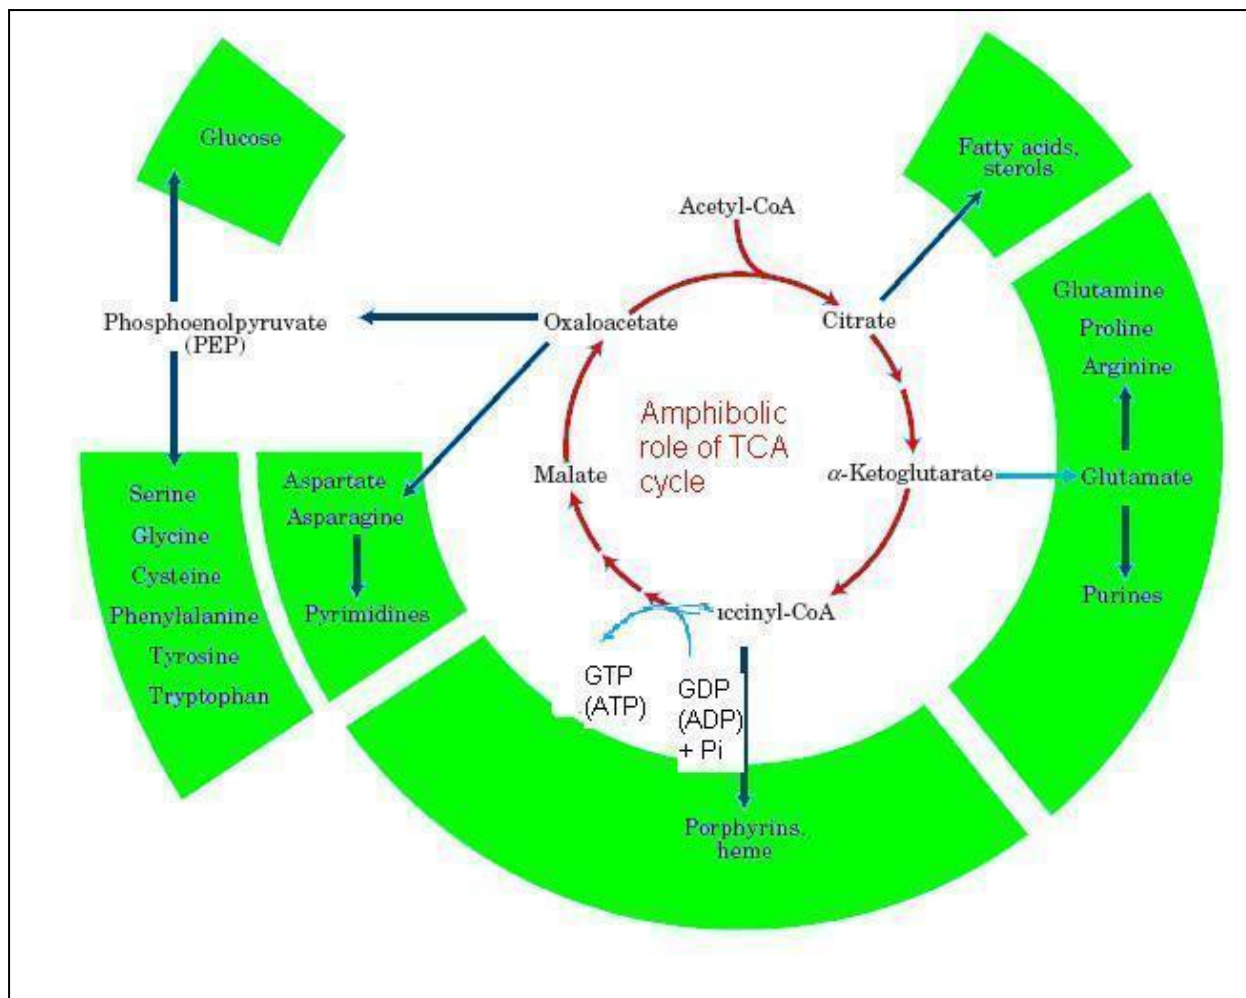 Glucose
Fatty acids,
sterols
Acetyl-CoA
Phosphoenolpyruvate
(PEP)
Oxaloacetate
Citrate
Glutamine
Proline
Arginine
Amphibolic
role of TCA
cycle
Malate
α-Ketoglutarate
Glutamate
Purines
Serine
Glycine
Cysteine
Phenylalanine
Tyrosine
Tryptophan
Aspartate
Asparagine
Pyrimidines
ıccinyl-CoA
GTP
(ATP)
GDP
(ADP)
+ Pi
Porphyrins,
heme